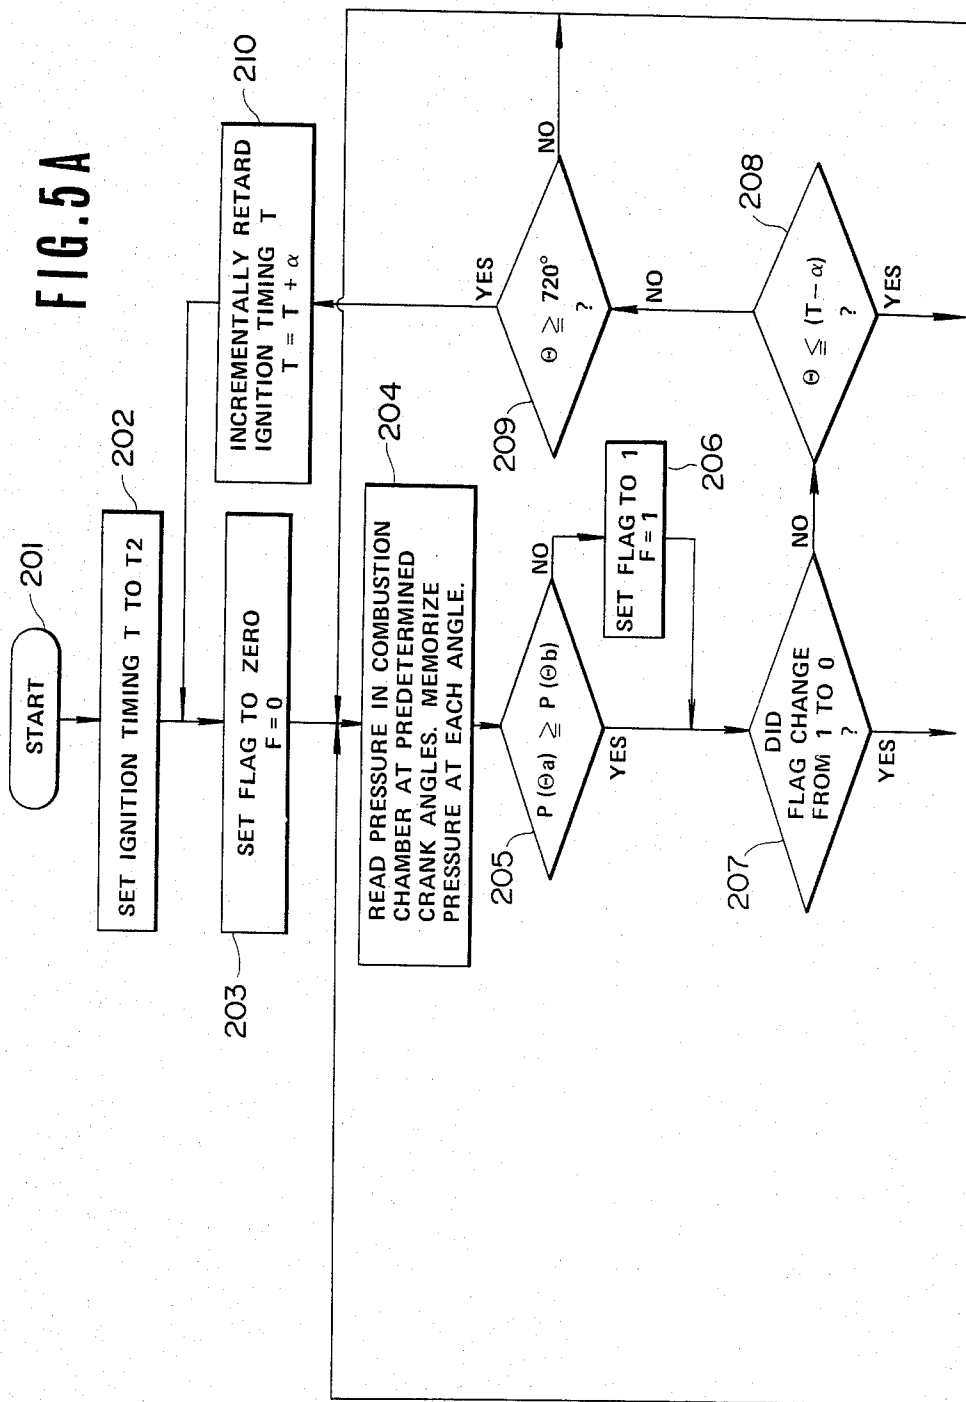 FIG.5A
START
201
SET IGNITION TIMING T TO T2
202
SET FLAG TO ZERO
F=0
203
INCREMENTALLY RETARD
IGNITION TIMING T
T = T + α
210
READ PRESSURE IN COMBUSTION
CHAMBER AT PREDETERMINED
CRANK ANGLES. MEMORIZE
PRESSURE AT EACH ANGLE.
204
P (Θa) ≧ P (Θb)
205
NO
YES
SET FLAG TO 1
F = 1
206
DID
FLAG CHANGE
FROM 1 TO 0
?
207
NO
YES
Θ ≦ (T-α)
?
208
NO
YES
Θ ≧ 720°
?
209
YES
NO